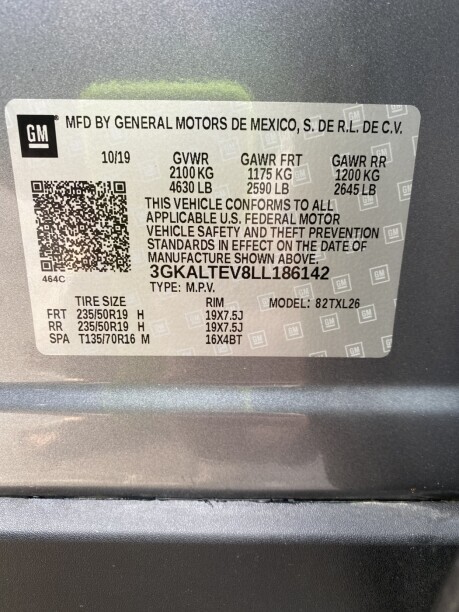 GM MFD BY GENERAL MOTORS DE MEXICO, S. DE R.L. DE C.V.
10/19 GVWR GAWR FRT GAWR RR
2100 KG 1175 KG 1200 KG
4630 LB 2590 LB 2645 LB
THIS VEHICLE CONFORMS TO ALL
APPLICABLE U.S. FEDERAL MOTOR
VEHICLE SAFETY AND THEFT PREVENTION
STANDARDS IN EFFECT ON THE DATE OF
MANUFACTURE SHOWN ABOVE.
464C 3GKALTEV8LL186142
TYPE: M.P.V.
TIRE SIZE RIM MODEL: 82TXL26
FRT 235/50R19 H 19X7.5J
RR 235/50R19 H 19X7.5J
SPA T135/70R16 M 16X4BT